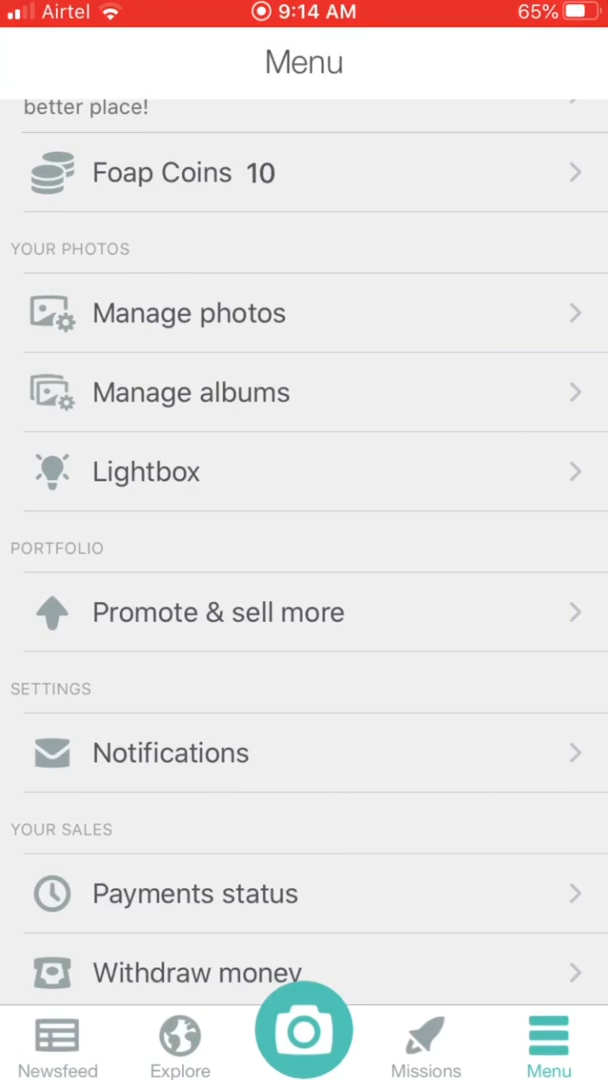 Airtel 9:14 AM 65%
Menu
better place!
Foap Coins 10
YOUR PHOTOS
Manage photos
Manage albums
Lightbox
PORTFOLIO
Promote & sell more
SETTINGS
Notifications
YOUR SALES
Payments status
Withdraw money
Newsfeed Explore Missions Menu